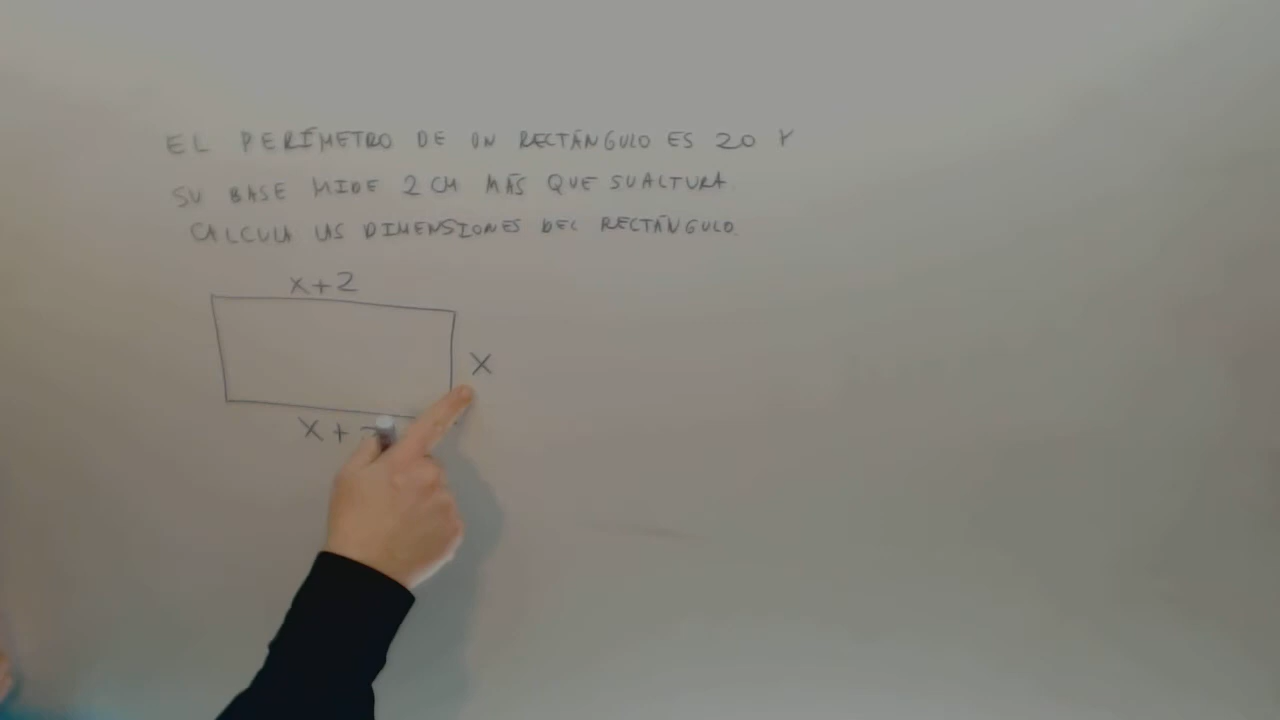 EL PERÍMETRO DE UN RECTÁNGULO ES 20 Y
SU BASE MIDE 2 CM MÁS QUE SU ALTURA.
CALCULA LAS DIMENSIONES DEL RECTÁNGULO.
x+2
x
x+